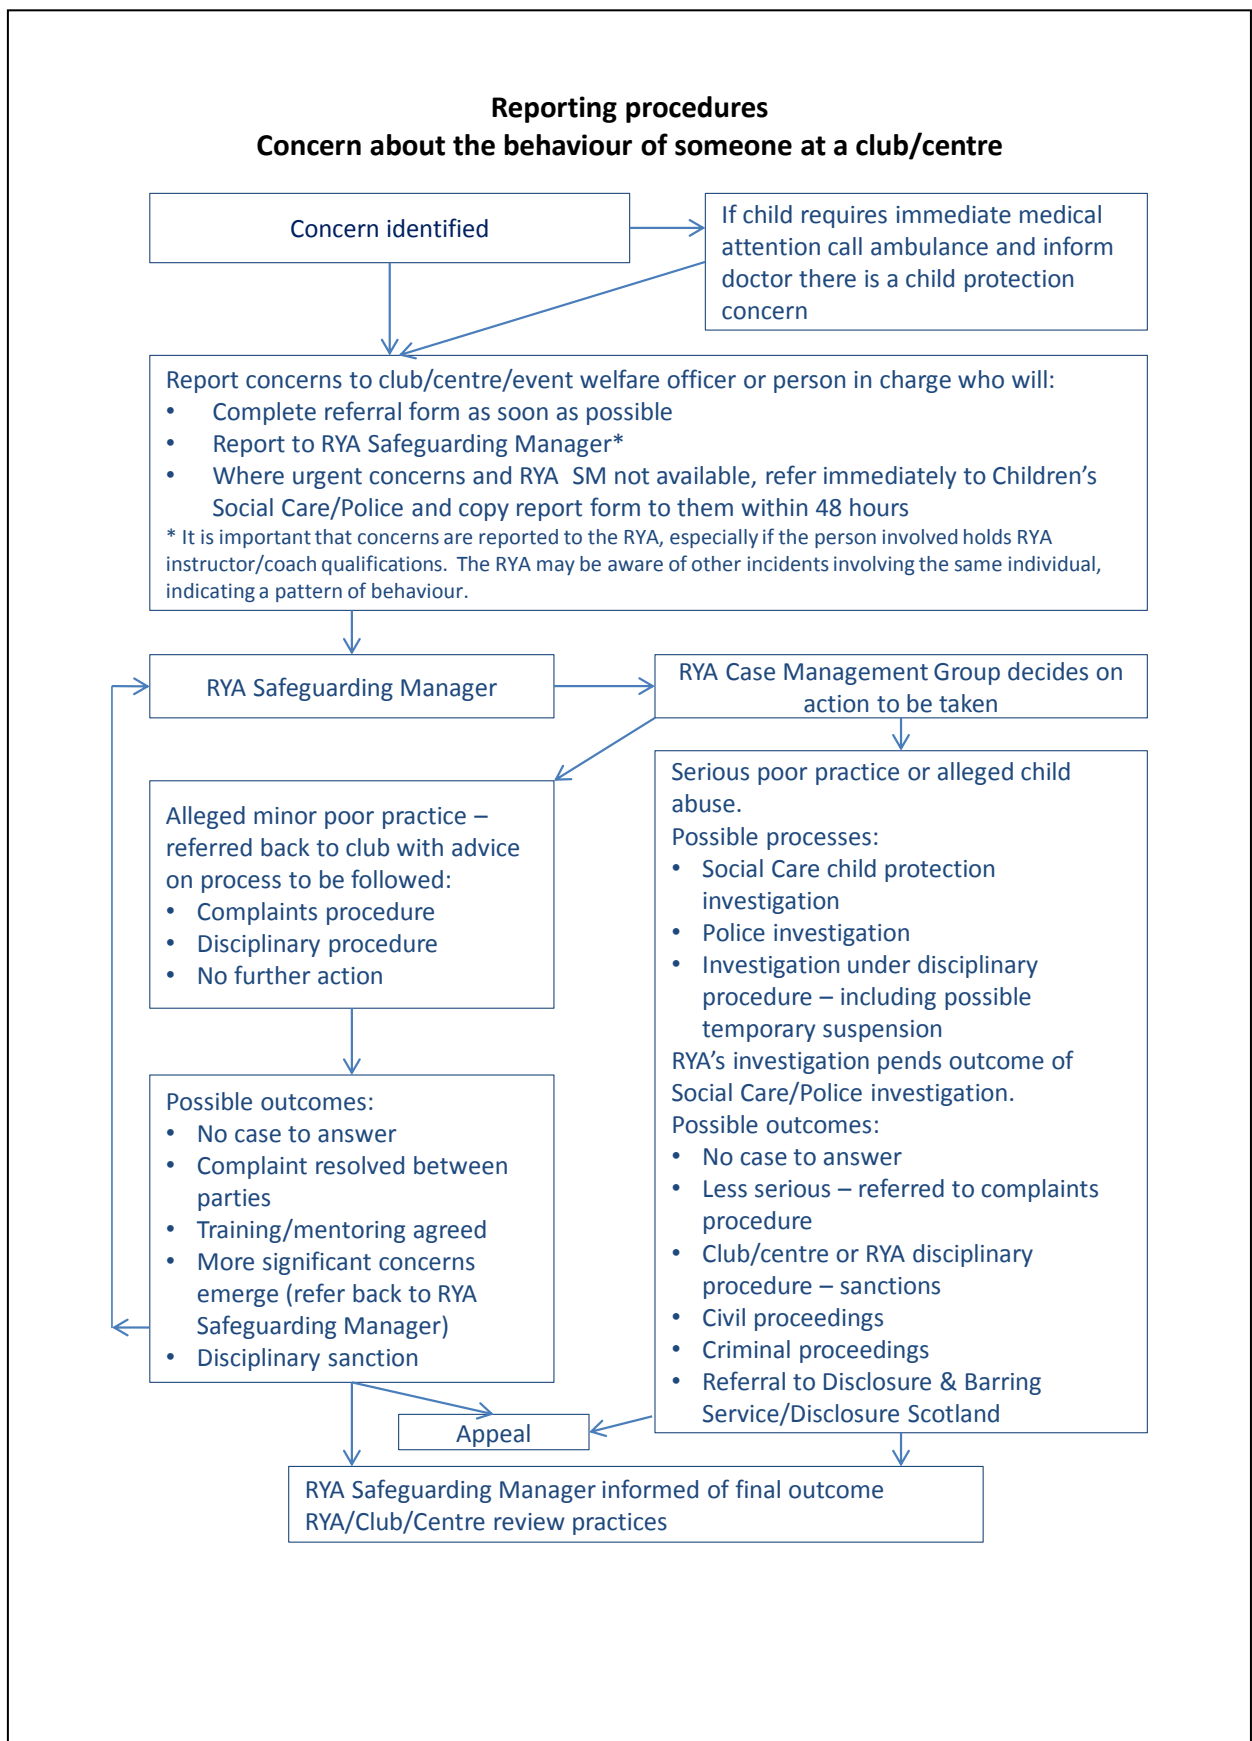 Reporting procedures
Concern about the behaviour of someone at a club/centre
Concern identified
If child requires immediate medical
attention call ambulance and inform
doctor there is a child protection
concern
Report concerns to club/centre/event welfare officer or person in charge who will:
• Complete referral form as soon as possible
• Report to RYA Safeguarding Manager*
• Where urgent concerns and RYA  SM not available, refer immediately to Children’s
Social Care/Police and copy report form to them within 48 hours
* It is important that concerns are reported to the RYA, especially if the person involved holds RYA
instructor/coach qualifications.  The RYA may be aware of other incidents involving the same individual,
indicating a pattern of behaviour.
RYA Safeguarding Manager
RYA Case Management Group decides on
action to be taken
Alleged minor poor practice –
referred back to club with advice
on process to be followed:
• Complaints procedure
• Disciplinary procedure
• No further action
Serious poor practice or alleged child
abuse.
Possible processes:
• Social Care child protection
investigation
• Police investigation
• Investigation under disciplinary
procedure – including possible
temporary suspension
RYA’s investigation pends outcome of
Social Care/Police investigation.
Possible outcomes:
• No case to answer
• Less serious – referred to complaints
procedure
• Club/centre or RYA disciplinary
procedure – sanctions
• Civil proceedings
• Criminal proceedings
• Referral to Disclosure & Barring
Service/Disclosure Scotland
Possible outcomes:
• No case to answer
• Complaint resolved between
parties
• Training/mentoring agreed
• More significant concerns
emerge (refer back to RYA
Safeguarding Manager)
• Disciplinary sanction
Appeal
RYA Safeguarding Manager informed of final outcome
RYA/Club/Centre review practices